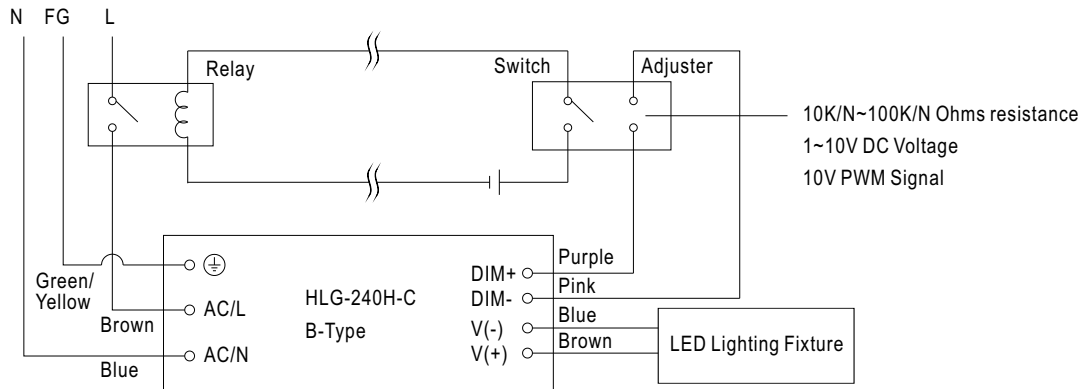 N FG L
Relay
Switch
Adjuster
10K/N~100K/N Ohms resistance
1~10V DC Voltage
10V PWM Signal
Green/
Yellow
Brown
Blue
AC/L
AC/N
HLG-240H-C
B-Type
DIM+
DIM-
V(-)
V(+)
Purple
Pink
Blue
Brown
LED Lighting Fixture